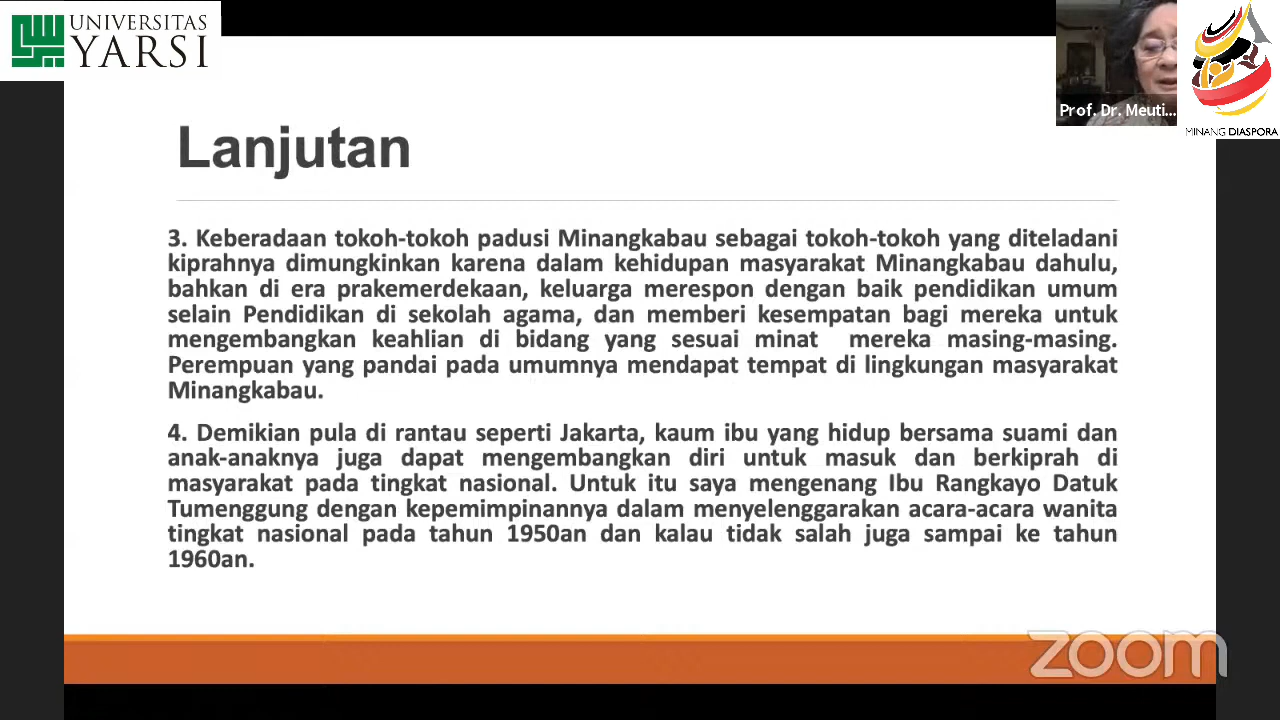 UNIVERSITAS
YARSI
Prof. Dr. Meuti...
MINANG DIASPORA
Lanjutan
3. Keberadaan tokoh-tokoh padusi Minangkabau sebagai tokoh-tokoh yang diteladani
kiprahnya dimungkinkan karena dalam kehidupan masyarakat Minangkabau dahulu,
bahkan di era prakemerdekaan, keluarga merespon dengan baik pendidikan umum
selain Pendidikan di sekolah agama, dan memberi kesempatan bagi mereka untuk
mengembangkan keahlian di bidang yang sesuai minat mereka masing-masing.
Perempuan yang pandai pada umumnya mendapat tempat di lingkungan masyarakat
Minangkabau.
4. Demikian pula di rantau seperti Jakarta, kaum ibu yang hidup bersama suami dan
anak-anaknya juga dapat mengembangkan diri untuk masuk dan berkiprah di
masyarakat pada tingkat nasional. Untuk itu saya mengenang Ibu Rangkayo Datuk
Tumenggung dengan kepemimpinannya dalam menyelenggarakan acara-acara wanita
tingkat nasional pada tahun 1950an dan kalau tidak salah juga sampai ke tahun
1960an.
zoom